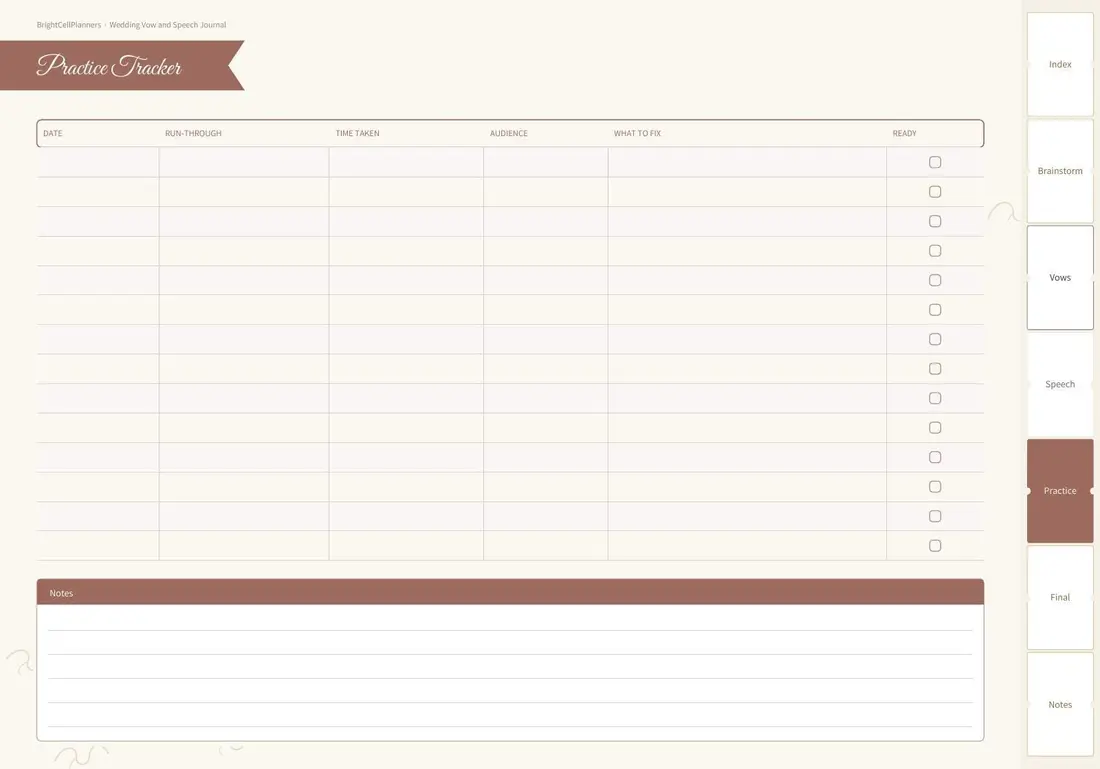 BrightCellPlanners · Wedding Vow and Speech Journal
Practice Tracker
DATE RUN-THROUGH TIME TAKEN AUDIENCE WHAT TO FIX READY
Notes
Index
Brainstorm
Vows
Speech
Practice
Final
Notes